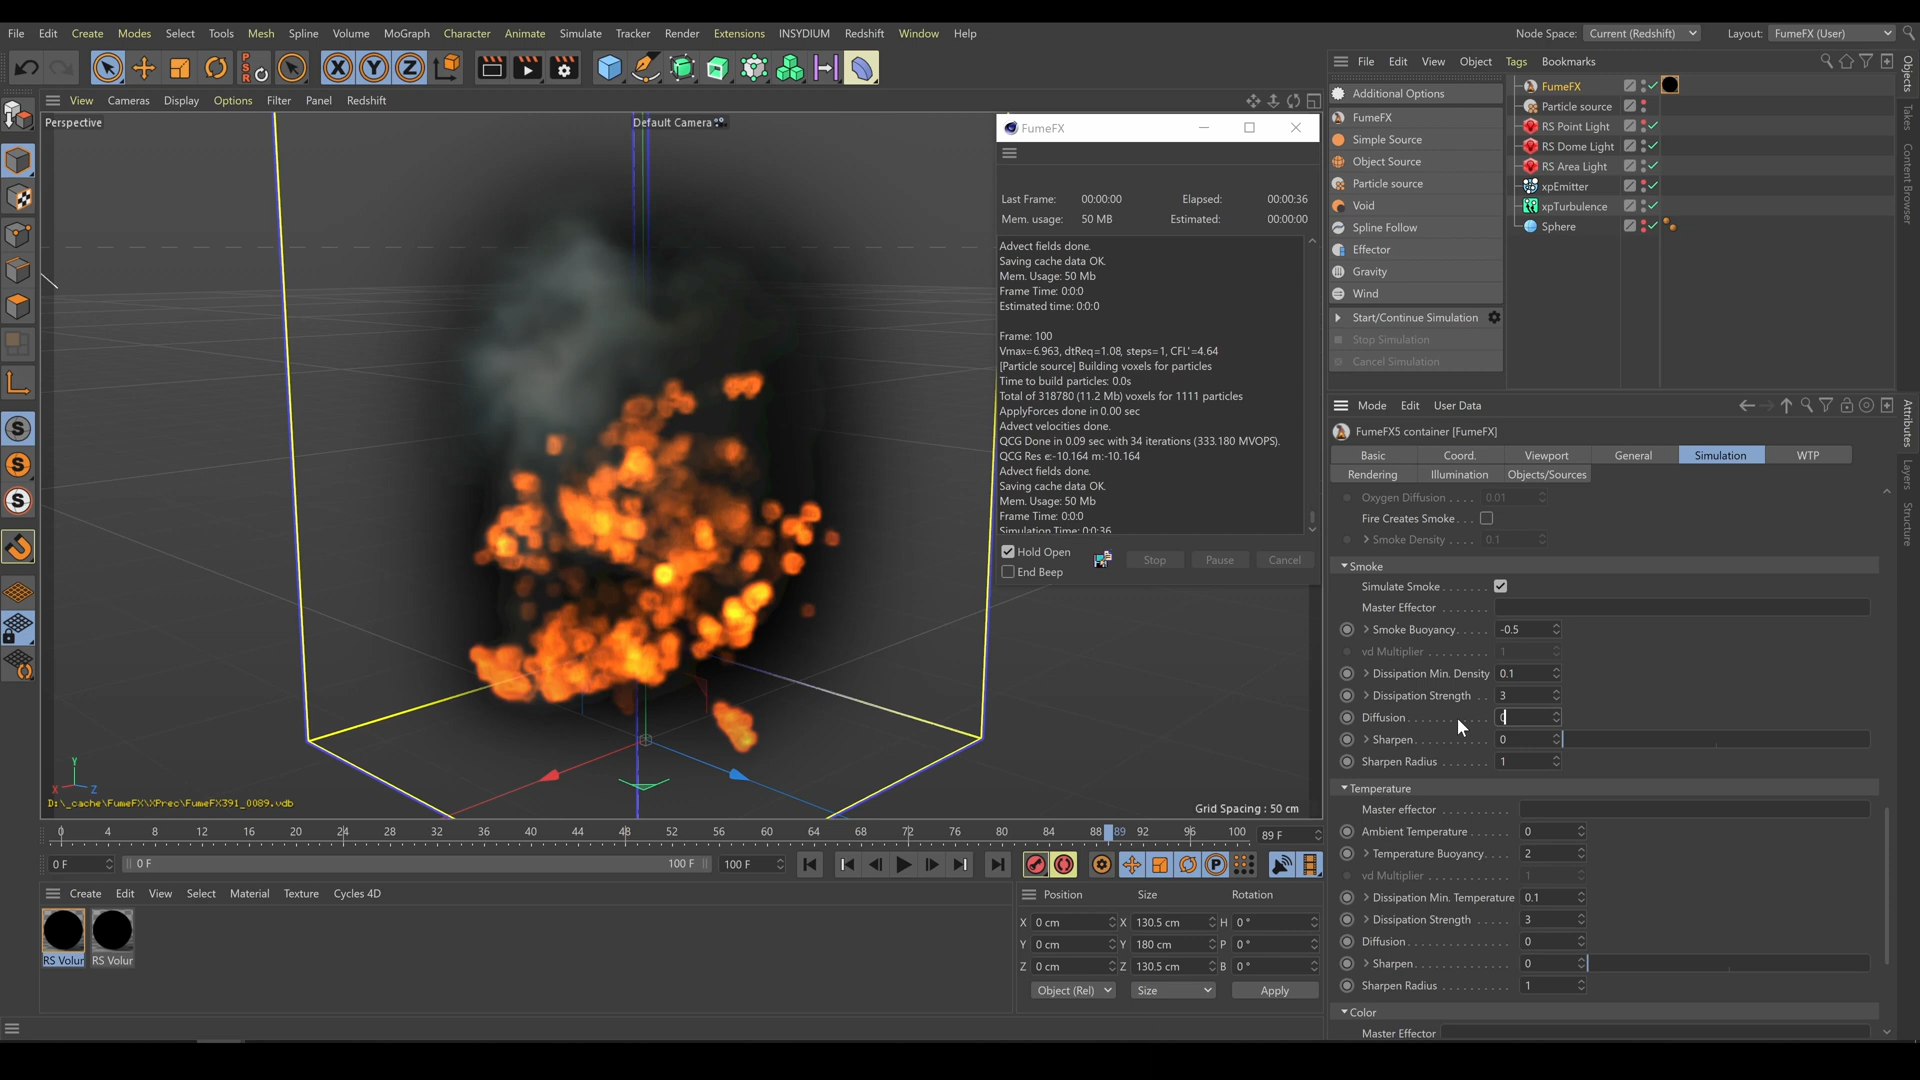 File Edit Create Modes Select Tools Mesh Spline Volume MoGraph Character Animate Simulate Tracker Render Extensions INSYDIUM Redshift Window Help
Node Space: Current (Redshift) Layout: FumeFX (User)
PSR X Y Z
View Cameras Display Options Filter Panel Redshift
Perspective
Default Camera
FumeFX
Last Frame: 00:00:00 Elapsed: 00:00:36
Mem. usage: 50 MB Estimated: 00:00:00
Advect fields done.
Saving cache data OK.
Mem. Usage: 50 Mb
Frame Time: 0:0:0
Estimated time: 0:0:0
Frame: 100
Vmax=6.963, dtReq=1.08, steps=1, CFL'=4.64
[Particle source] Building voxels for particles
Time to build particles: 0.0s
Total of 318780 (11.2 Mb) voxels for 1111 particles
ApplyForces done in 0.00 sec
Advect velocities done.
QCG Done in 0.09 sec with 34 iterations (333.180 MVOPS).
QCG Res e:-10.164 m:-10.164
Advect fields done.
Saving cache data OK.
Mem. Usage: 50 Mb
Frame Time: 0:0:0
Simulation Time: 0:0:36
Hold Open
End Beep
Stop Pause Cancel
X Y Z
D:\_cache\FumeFX\XPrec\FumeFX391_0089.vdb
Grid Spacing : 50 cm
0 4 8 12 16 20 24 28 32 36 40 44 48 52 56 60 64 68 72 76 80 84 88 89 92 96 100 89 F
0 F 0 F 100 F 100 F
Create Edit View Select Material Texture Cycles 4D
RS Volur RS Volur
Position Size Rotation
X 0 cm X 130.5 cm H 0 °
Y 0 cm Y 180 cm P 0 °
Z 0 cm Z 130.5 cm B 0 °
Object (Rel) Size Apply
File Edit View Object Tags Bookmarks
Additional Options
FumeFX
Simple Source
Object Source
Particle source
Void
Spline Follow
Effector
Gravity
Wind
Start/Continue Simulation
Stop Simulation
Cancel Simulation
FumeFX
Particle source
RS Point Light
RS Dome Light
RS Area Light
xpEmitter
xpTurbulence
Sphere
Objects
Takes
Content Browser
Mode Edit User Data
FumeFX5 container [FumeFX]
Basic Coord. Viewport General Simulation WTP
Rendering Illumination Objects/Sources
Oxygen Diffusion . . . . 0.01
Fire Creates Smoke . . .
Smoke Density . . . . 0.1
Smoke
Simulate Smoke . . . . . . .
Master Effector . . . . . . .
Smoke Buoyancy . . . . . -0.5
vd Multiplier . . . . . . . . . 1
Dissipation Min. Density 0.1
Dissipation Strength . . 3
Diffusion . . . . . . . . . . . . 0
Sharpen . . . . . . . . . . . 0
Sharpen Radius . . . . . . . 1
Temperature
Master effector . . . . . . . . . .
Ambient Temperature . . . . . . 0
Temperature Buoyancy . . . . 2
vd Multiplier . . . . . . . . . . . . 1
Dissipation Min. Temperature 0.1
Dissipation Strength . . . . . 3
Diffusion . . . . . . . . . . . . . . . 0
Sharpen . . . . . . . . . . . . . . 0
Sharpen Radius . . . . . . . . . . 1
Color
Master Effector
Attributes
Layers
Structure